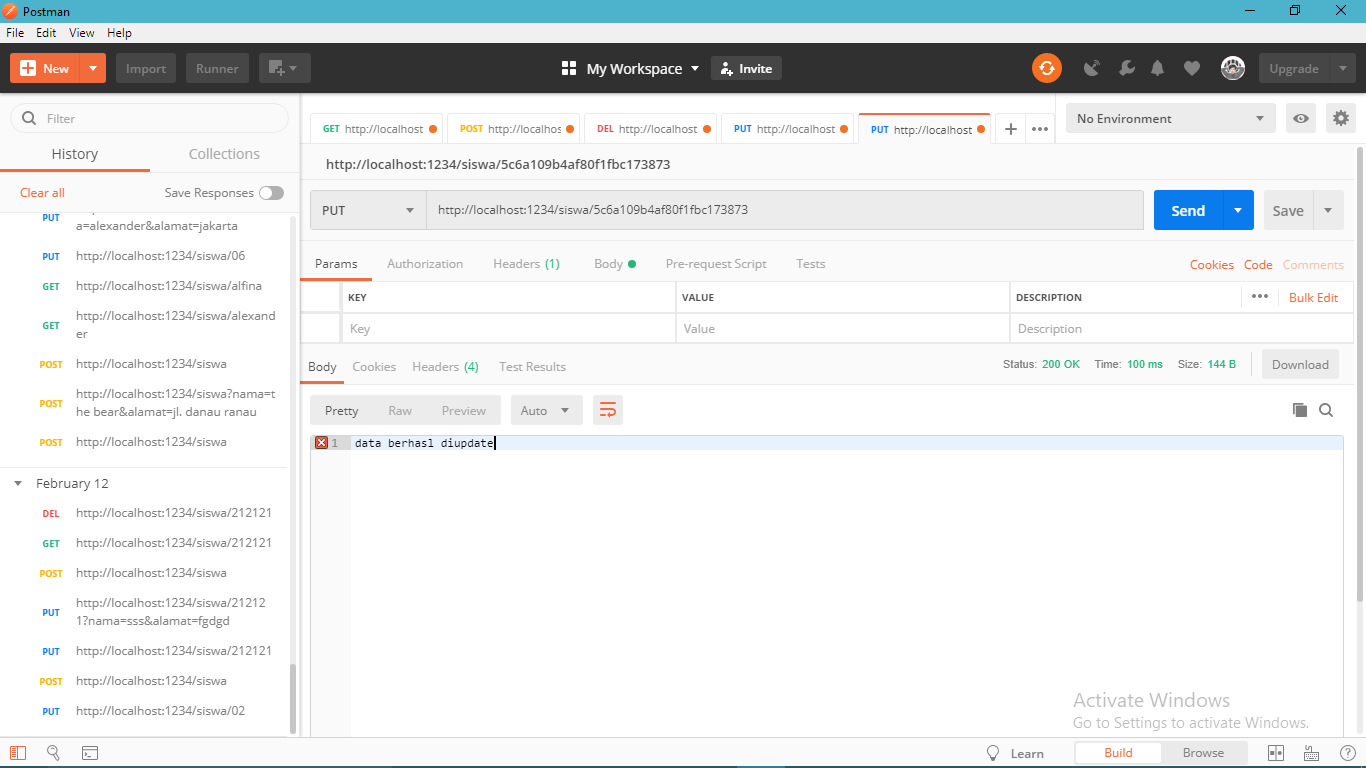 Postman
File Edit View Help
New Import Runner My Workspace Invite Upgrade
Filter
History Collections
Clear all Save Responses
PUT
a=alexander&alamat=jakarta
PUT http://localhost:1234/siswa/06
GET http://localhost:1234/siswa/alfina
GET http://localhost:1234/siswa/alexand
er
POST http://localhost:1234/siswa
POST http://localhost:1234/siswa?nama=t
he bear&alamat=jl. danau ranau
POST http://localhost:1234/siswa
February 12
DEL http://localhost:1234/siswa/212121
GET http://localhost:1234/siswa/212121
POST http://localhost:1234/siswa
PUT http://localhost:1234/siswa/21212
1?nama=sss&alamat=fgdgd
PUT http://localhost:1234/siswa/212121
POST http://localhost:1234/siswa
PUT http://localhost:1234/siswa/02
GET http://localhost POST http://localhos DEL http://localhost PUT http://localhost PUT http://localhost
No Environment
http://localhost:1234/siswa/5c6a109b4af80f1fbc173873
PUT http://localhost:1234/siswa/5c6a109b4af80f1fbc173873 Send Save
Params Authorization Headers (1) Body Pre-request Script Tests Cookies Code Comments
KEY VALUE DESCRIPTION Bulk Edit
Key Value Description
Body Cookies Headers (4) Test Results Status: 200 OK Time: 100 ms Size: 144 B Download
Pretty Raw Preview Auto
1 data berhasl diupdate
Activate Windows
Go to Settings to activate Windows.
Learn Build Browse